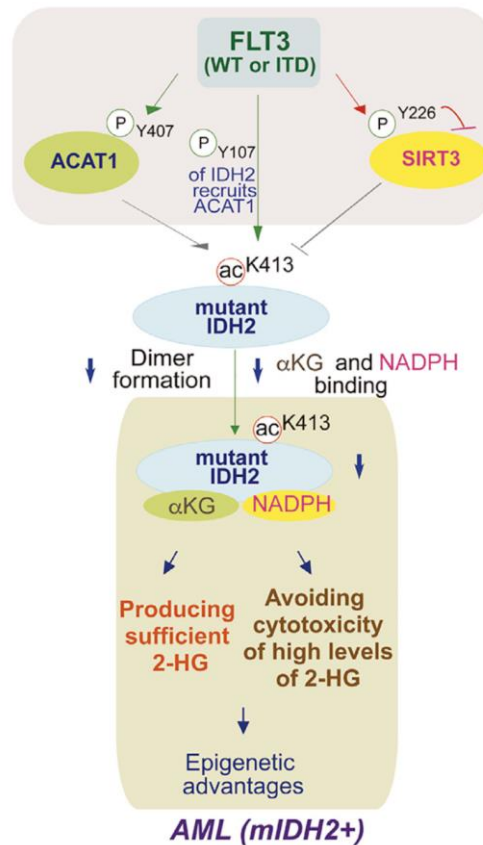 FLT3
(WT or ITD)
P Y407
ACAT1
P Y107
of IDH2
recruits
ACAT1
P Y226
SIRT3
ac K413
mutant
IDH2
Dimer
formation
αKG and NADPH
binding
ac K413
mutant
IDH2
αKG NADPH
Producing
sufficient
2-HG
Avoiding
cytotoxicity
of high levels
of 2-HG
Epigenetic
advantages
AML (mIDH2+)